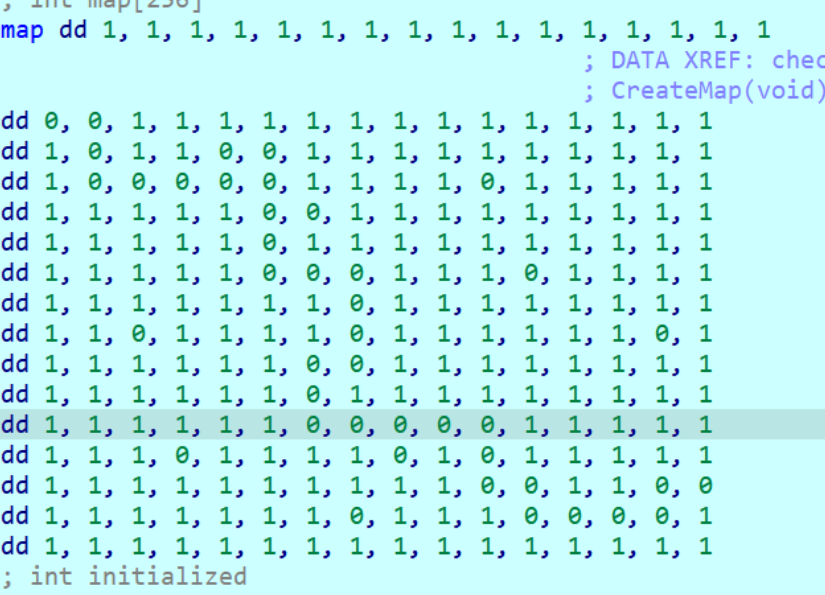 ; int map[256]
map dd 1, 1, 1, 1, 1, 1, 1, 1, 1, 1, 1, 1, 1, 1, 1, 1
; DATA XREF: chec
; CreateMap(void)
dd 0, 0, 1, 1, 1, 1, 1, 1, 1, 1, 1, 1, 1, 1, 1, 1
dd 1, 0, 1, 1, 0, 0, 1, 1, 1, 1, 1, 1, 1, 1, 1, 1
dd 1, 0, 0, 0, 0, 0, 1, 1, 1, 1, 0, 1, 1, 1, 1, 1
dd 1, 1, 1, 1, 1, 0, 0, 1, 1, 1, 1, 1, 1, 1, 1, 1
dd 1, 1, 1, 1, 1, 0, 1, 1, 1, 1, 1, 1, 1, 1, 1, 1
dd 1, 1, 1, 1, 1, 0, 0, 0, 1, 1, 1, 0, 1, 1, 1, 1
dd 1, 1, 1, 1, 1, 1, 1, 0, 1, 1, 1, 1, 1, 1, 1, 1
dd 1, 1, 0, 1, 1, 1, 1, 0, 1, 1, 1, 1, 1, 1, 0, 1
dd 1, 1, 1, 1, 1, 1, 0, 0, 1, 1, 1, 1, 1, 1, 1, 1
dd 1, 1, 1, 1, 1, 1, 0, 1, 1, 1, 1, 1, 1, 1, 1, 1
dd 1, 1, 1, 1, 1, 1, 0, 0, 0, 0, 0, 1, 1, 1, 1, 1
dd 1, 1, 1, 0, 1, 1, 1, 1, 0, 1, 0, 1, 1, 1, 1, 1
dd 1, 1, 1, 1, 1, 1, 1, 1, 1, 1, 0, 0, 1, 1, 0, 0
dd 1, 1, 1, 1, 1, 1, 1, 0, 1, 1, 1, 0, 0, 0, 0, 1
dd 1, 1, 1, 1, 1, 1, 1, 1, 1, 1, 1, 1, 1, 1, 1, 1
; int initialized